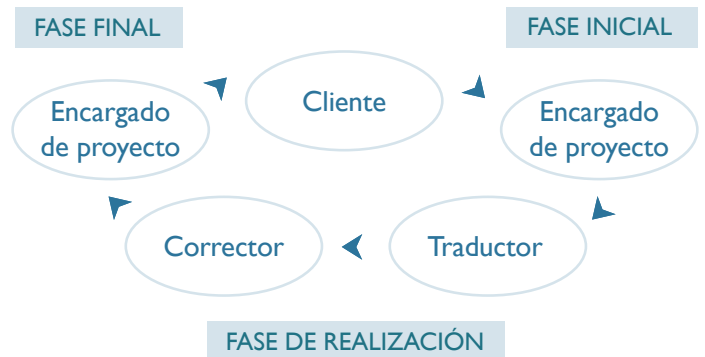 FASE FINAL
FASE INICIAL
Cliente
Encargado
de proyecto
Encargado
de proyecto
Corrector
Traductor
FASE DE REALIZACIÓN